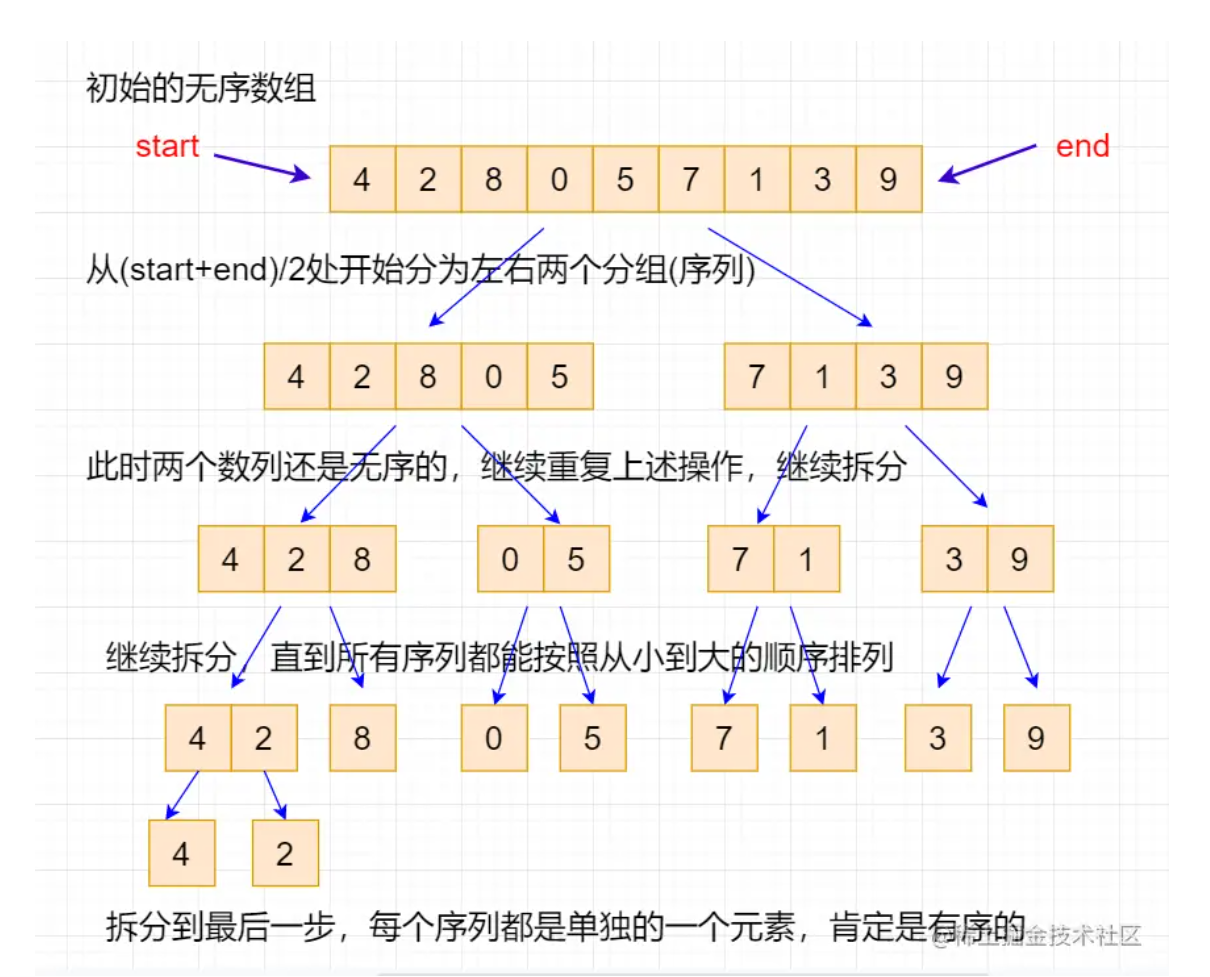 初始的无序数组
start
end
4 2 8 0 5 7 1 3 9
从(start+end)/2处开始分为左右两个分组(序列)
4 2 8 0 5
7 1 3 9
此时两个数列还是无序的，继续重复上述操作，继续拆分
4 2 8
0 5
7 1
3 9
继续拆分，直到所有序列都能按照从小到大的顺序排列
4 2
8
0
5
7
1
3
9
4
2
拆分到最后一步，每个序列都是单独的一个元素，肯定是有序的
@稀土掘金技术社区